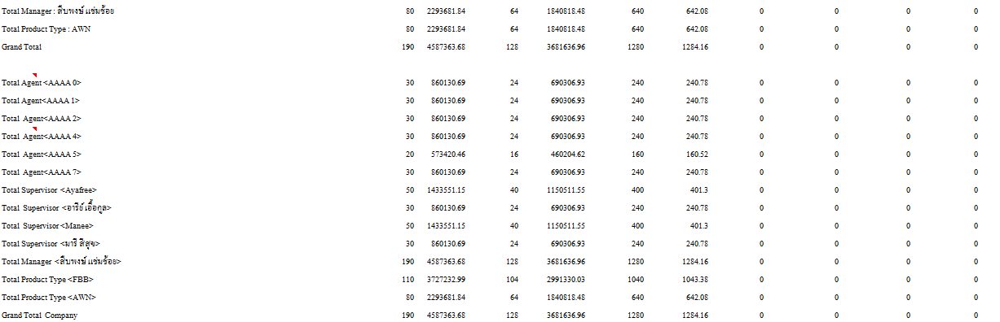 Total Manager : สืบพงษ์ แช่มช้อย 80 2293681.84 64 1840818.48 640 642.08 0 0 0 0
Total Product Type : AWN 80 2293681.84 64 1840818.48 640 642.08 0 0 0 0
Grand Total 190 4587363.68 128 3681636.96 1280 1284.16 0 0 0 0
Total Agent <AAAA 0> 30 860130.69 24 690306.93 240 240.78 0 0 0 0
Total Agent<AAAA 1> 30 860130.69 24 690306.93 240 240.78 0 0 0 0
Total Agent<AAAA 2> 30 860130.69 24 690306.93 240 240.78 0 0 0 0
Total Agent<AAAA 4> 30 860130.69 24 690306.93 240 240.78 0 0 0 0
Total Agent<AAAA 5> 20 573420.46 16 460204.62 160 160.52 0 0 0 0
Total Agent<AAAA 7> 30 860130.69 24 690306.93 240 240.78 0 0 0 0
Total Supervisor <Ayafree> 50 1433551.15 40 1150511.55 400 401.3 0 0 0 0
Total Supervisor <อารีย์ เอื้อกูล> 30 860130.69 24 690306.93 240 240.78 0 0 0 0
Total Supervisor <Manee> 50 1433551.15 40 1150511.55 400 401.3 0 0 0 0
Total Supervisor <มารี สีสุข> 30 860130.69 24 690306.93 240 240.78 0 0 0 0
Total Manager <สืบพงษ์ แช่มช้อย> 190 4587363.68 128 3681636.96 1280 1284.16 0 0 0 0
Total Product Type <FBB> 110 3727232.99 104 2991330.03 1040 1043.38 0 0 0 0
Total Product Type <AWN> 80 2293681.84 64 1840818.48 640 642.08 0 0 0 0
Grand Total Company 190 4587363.68 128 3681636.96 1280 1284.16 0 0 0 0